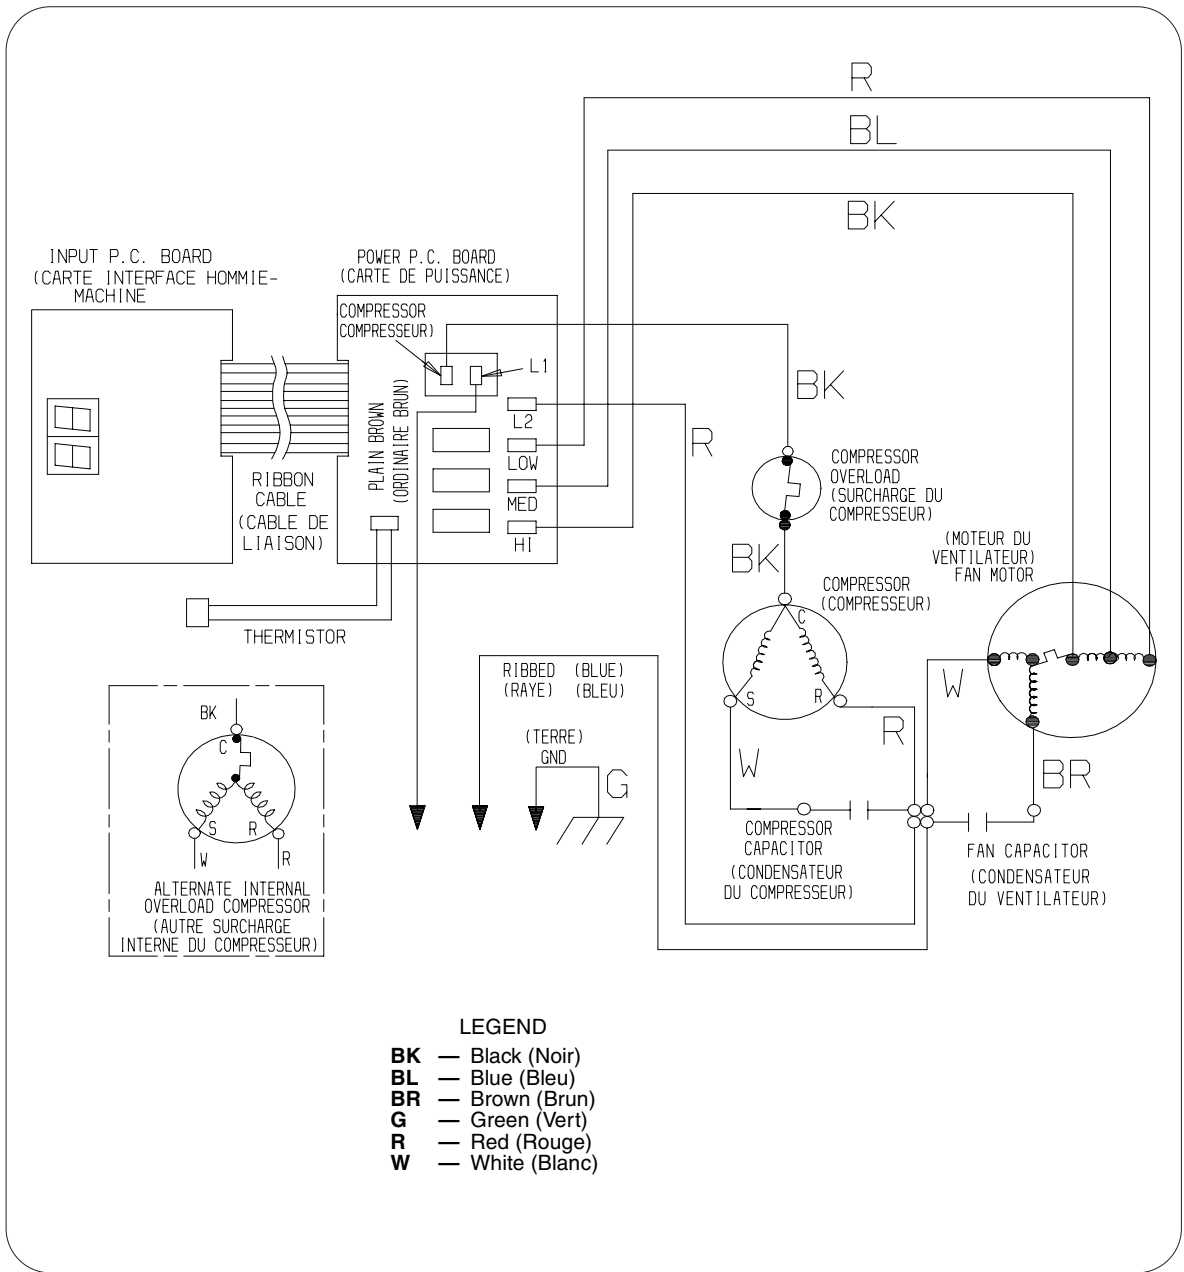 R
BL
BK
INPUT P.C. BOARD
(CARTE INTERFACE HOMMIE-
MACHINE
POWER P.C. BOARD
(CARTE DE PUISSANCE)
COMPRESSOR
COMPRESSEUR)
L1
L2
LOW
MED
HI
PLAIN BROWN
(ORDINAIRE BRUN)
RIBBON
CABLE
(CABLE DE
LIAISON)
THERMISTOR
BK
R
COMPRESSOR
OVERLOAD
(SURCHARGE DU
COMPRESSEUR)
BK
COMPRESSOR
(COMPRESSEUR)
C
S
R
(MOTEUR DU
VENTILATEUR)
FAN MOTOR
W
R
W
BR
RIBBED (BLUE)
(RAYE) (BLEU)
(TERRE)
GND
G
COMPRESSOR
CAPACITOR
(CONDENSATEUR
DU COMPRESSEUR)
FAN CAPACITOR
(CONDENSATEUR
DU VENTILATEUR)
BK
C
S
R
W
R
ALTERNATE INTERNAL
OVERLOAD COMPRESSOR
(AUTRE SURCHARGE
INTERNE DU COMPRESSEUR)
LEGEND
BK — Black (Noir)
BL — Blue (Bleu)
BR — Brown (Brun)
G — Green (Vert)
R — Red (Rouge)
W — White (Blanc)